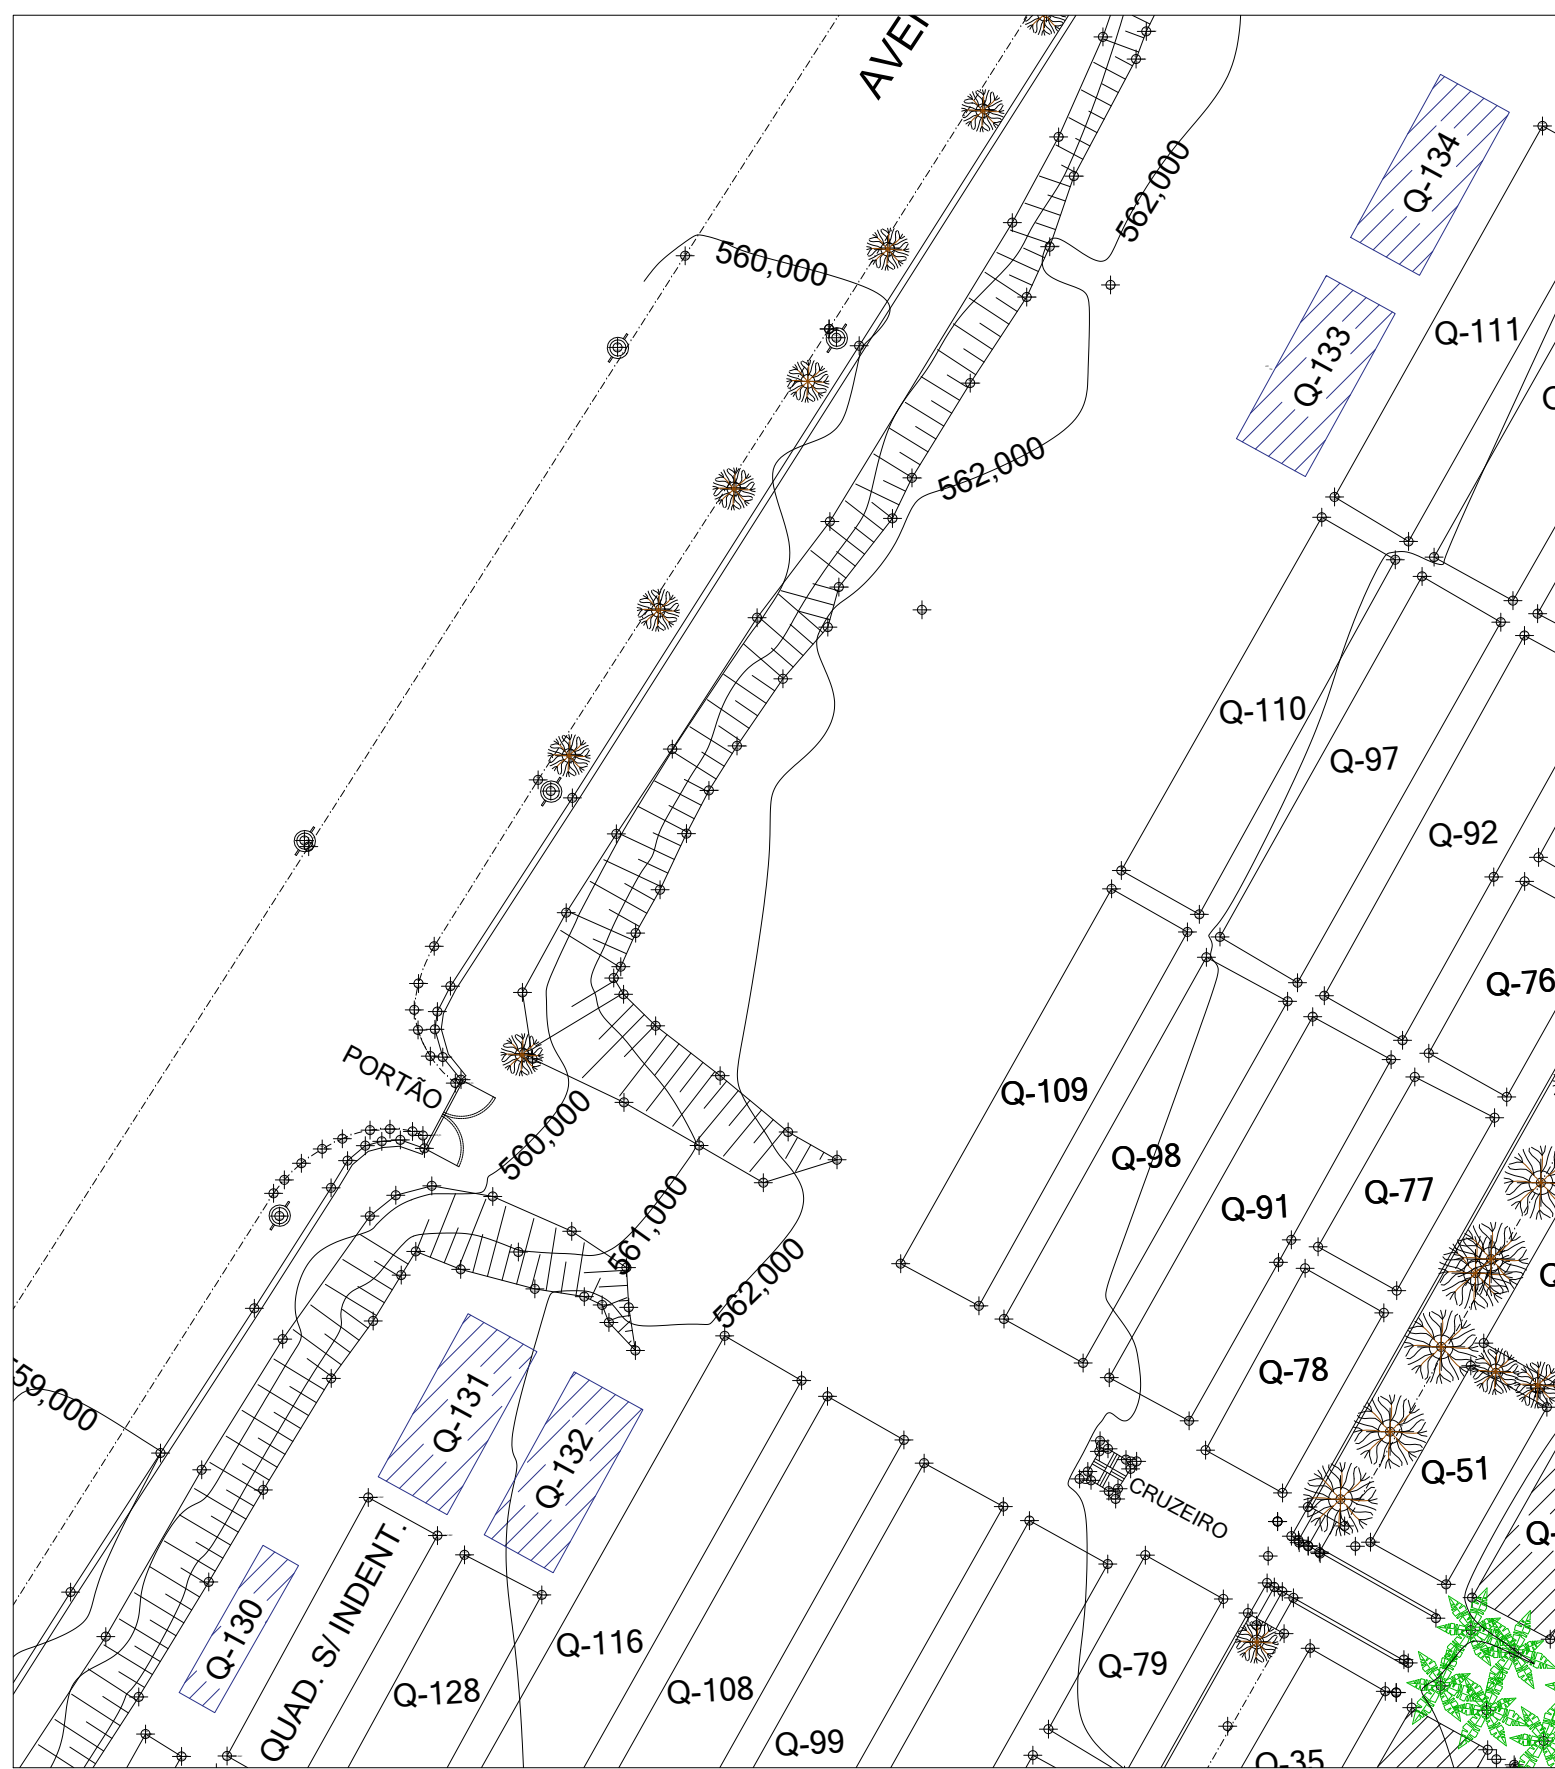 AVEN
Q-134
562,000
560,000
Q-111
Q-133
562,000
Q-110
Q-97
Q-92
Q-76
PORTÃO
Q-109
560,000
Q-98
Q-77
561,000
Q-91
562,000
Q-78
59,000
Q-131
Q-132
Q-51
CRUZEIRO
Q-130
QUAD. S/ INDENT.
Q-116
Q-79
Q-128
Q-108
Q-99
Q-35